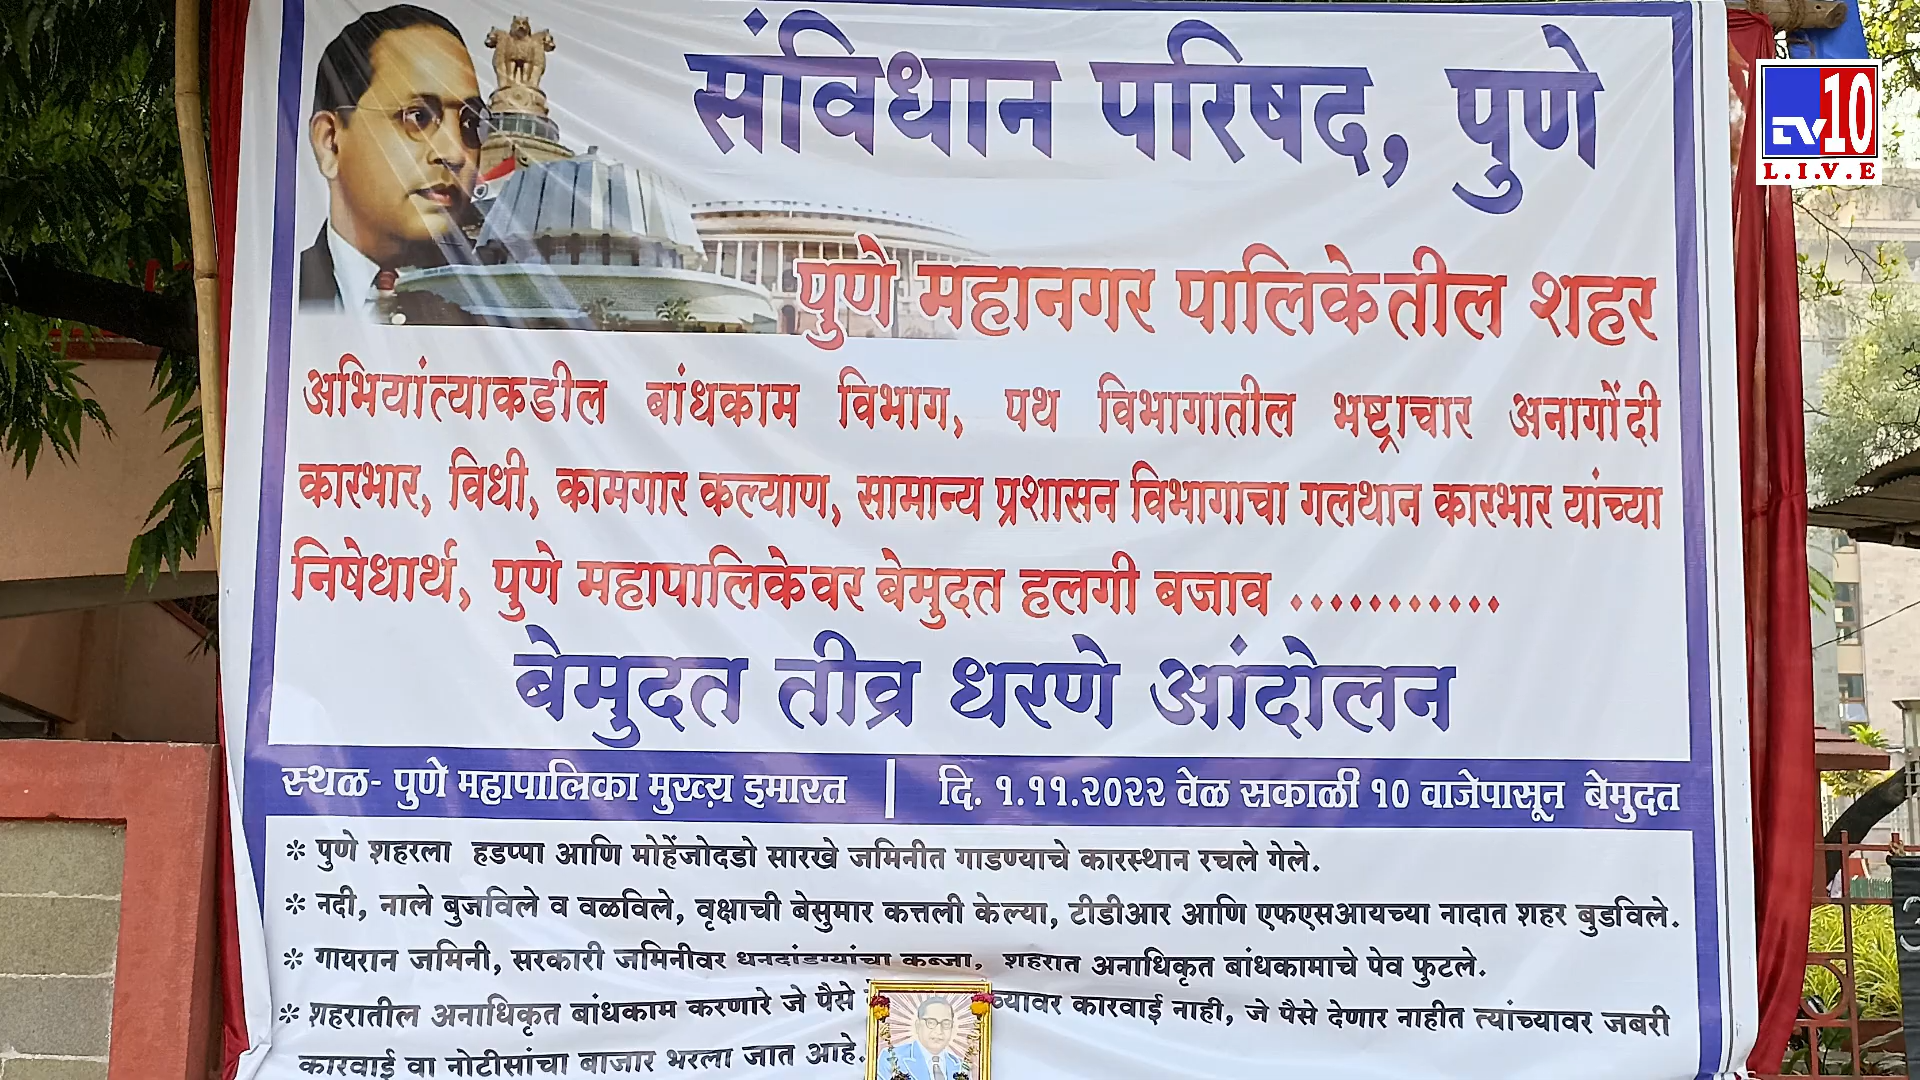 संविधान परिषद, पुणे
TV10
L.I.V.E
पुणे महानगर पालिकेतील शहर
अभियांत्याकडील बांधकाम विभाग, पथ विभागातील भष्ट्राचार अनागोंदी
कारभार, विधी, कामगार कल्याण, सामान्य प्रशासन विभागाचा गलथान कारभार यांच्या
निषेधार्थ, पुणे महापालिकेवर बेमुदत हलगी बजाव ...........
बेमुदत तीव्र धरणे आंदोलन
स्थळ- पुणे महापालिका मुख्य इमारत | दि. १.११.२०२२ वेळ सकाळी १० वाजेपासून बेमुदत
* पुणे शहरला हडप्पा आणि मोहेंजोदडो सारखे जमिनीत गाडण्याचे कारस्थान रचले गेले.
* नदी, नाले बुजविले व वळविले, वृक्षाची बेसुमार कत्तली केल्या, टीडीआर आणि एफएसआयच्या नादात शहर बुडविले.
* गायरान जमिनी, सरकारी जमिनीवर धनदांडग्यांचा कब्जा, शहरात अनाधिकृत बांधकामाचे पेव फुटले.
* शहरातील अनाधिकृत बांधकाम करणारे जे पैसे कारवाई नाही, जे पैसे देणार नाहीत त्यांच्यावर जबरी
कारवाई वा नोटीसांचा बाजार भरला जात आहे.